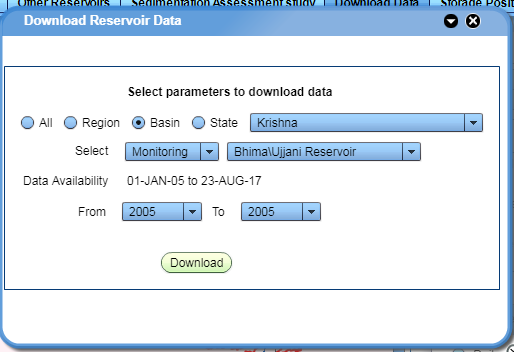 Other Reservoirs Sedimentation Assessment study Download Data Storage Posit
Download Reservoir Data
Select parameters to download data
All Region Basin State Krishna
Select Monitoring Bhima\Ujjani Reservoir
Data Availability 01-JAN-05 to 23-AUG-17
From 2005 To 2005
Download